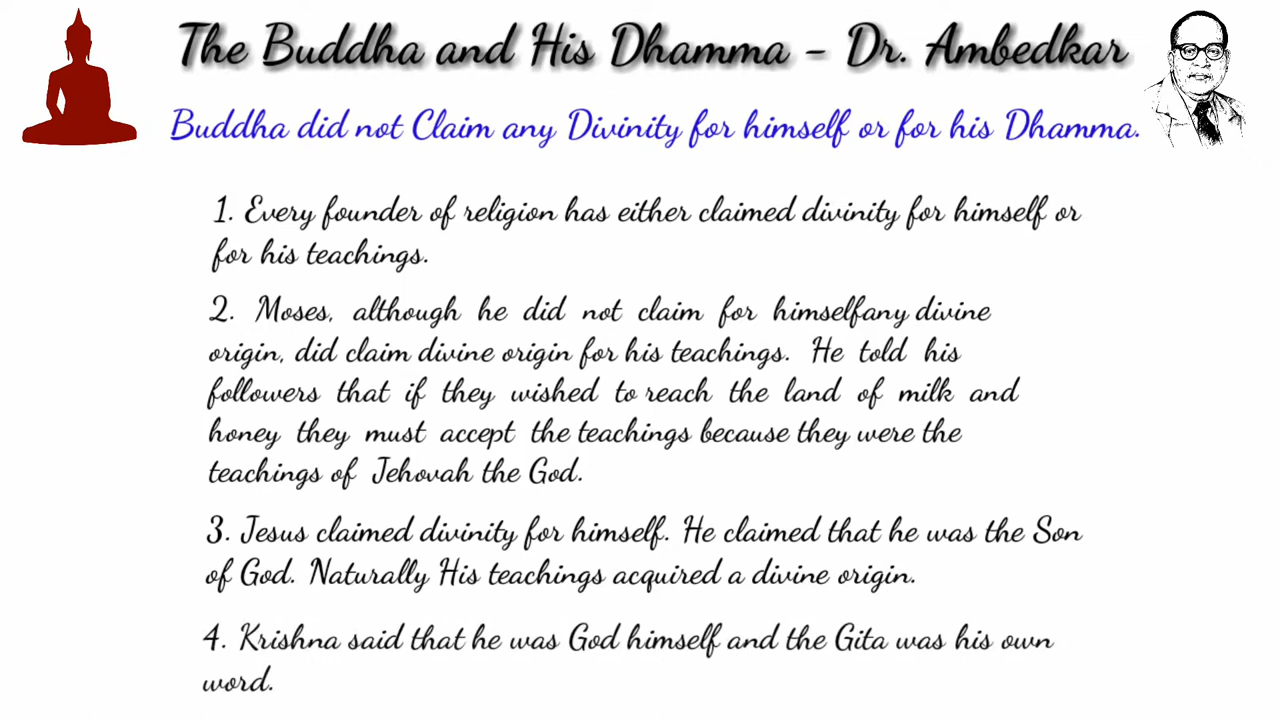 The Buddha and His Dhamma - Dr. Ambedkar
Buddha did not Claim any Divinity for himself or for his Dhamma.
1. Every founder of religion has either claimed divinity for himself or
for his teachings.
2. Moses, although he did not claim for himselfany divine
origin, did claim divine origin for his teachings. He told his
followers that if they wished to reach the land of milk and
honey they must accept the teachings because they were the
teachings of Jehovah the God.
3. Jesus claimed divinity for himself. He claimed that he was the Son
of God. Naturally His teachings acquired a divine origin.
4. Krishna said that he was God himself and the Gita was his own
word.